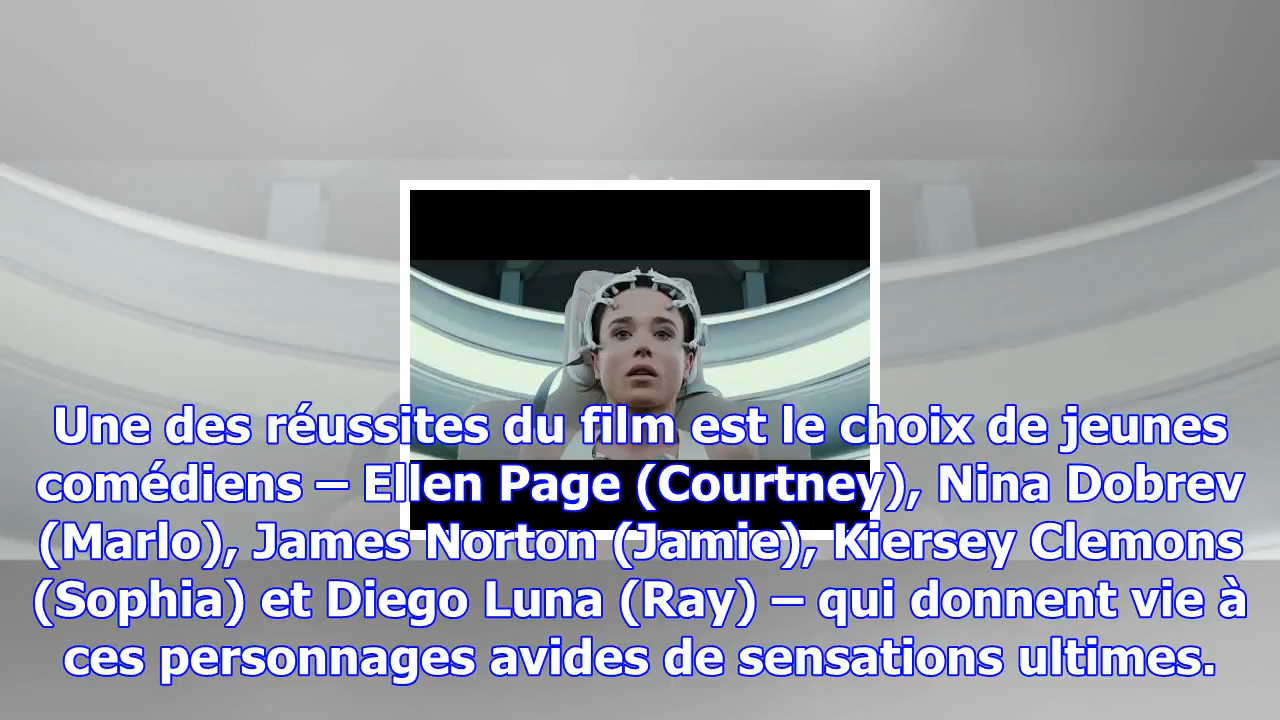 Une des réussites du film est le choix de jeunes
comédiens – Ellen Page (Courtney), Nina Dobrev
(Marlo), James Norton (Jamie), Kiersey Clemons
(Sophia) et Diego Luna (Ray) – qui donnent vie à
ces personnages avides de sensations ultimes.